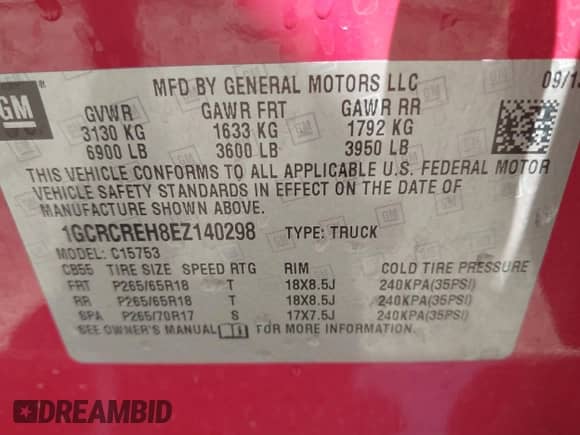 GM
MFD BY GENERAL MOTORS LLC 09/13
GVWR GAWR FRT GAWR RR
3130 KG 1633 KG 1792 KG
6900 LB 3600 LB 3950 LB
THIS VEHICLE CONFORMS TO ALL APPLICABLE U.S. FEDERAL MOTOR
VEHICLE SAFETY STANDARDS IN EFFECT ON THE DATE OF
MANUFACTURE SHOWN ABOVE.
1GCRCREH8EZ140298 TYPE: TRUCK
MODEL: C15753
CB55 TIRE SIZE SPEED RTG RIM COLD TIRE PRESSURE
FRT P265/65R18 T 18X8.5J 240KPA(35PSI)
RR P265/65R18 T 18X8.5J 240KPA(35PSI)
SPA P265/70R17 S 17X7.5J 240KPA(35PSI)
SEE OWNER'S MANUAL FOR MORE INFORMATION.
DREAMBID